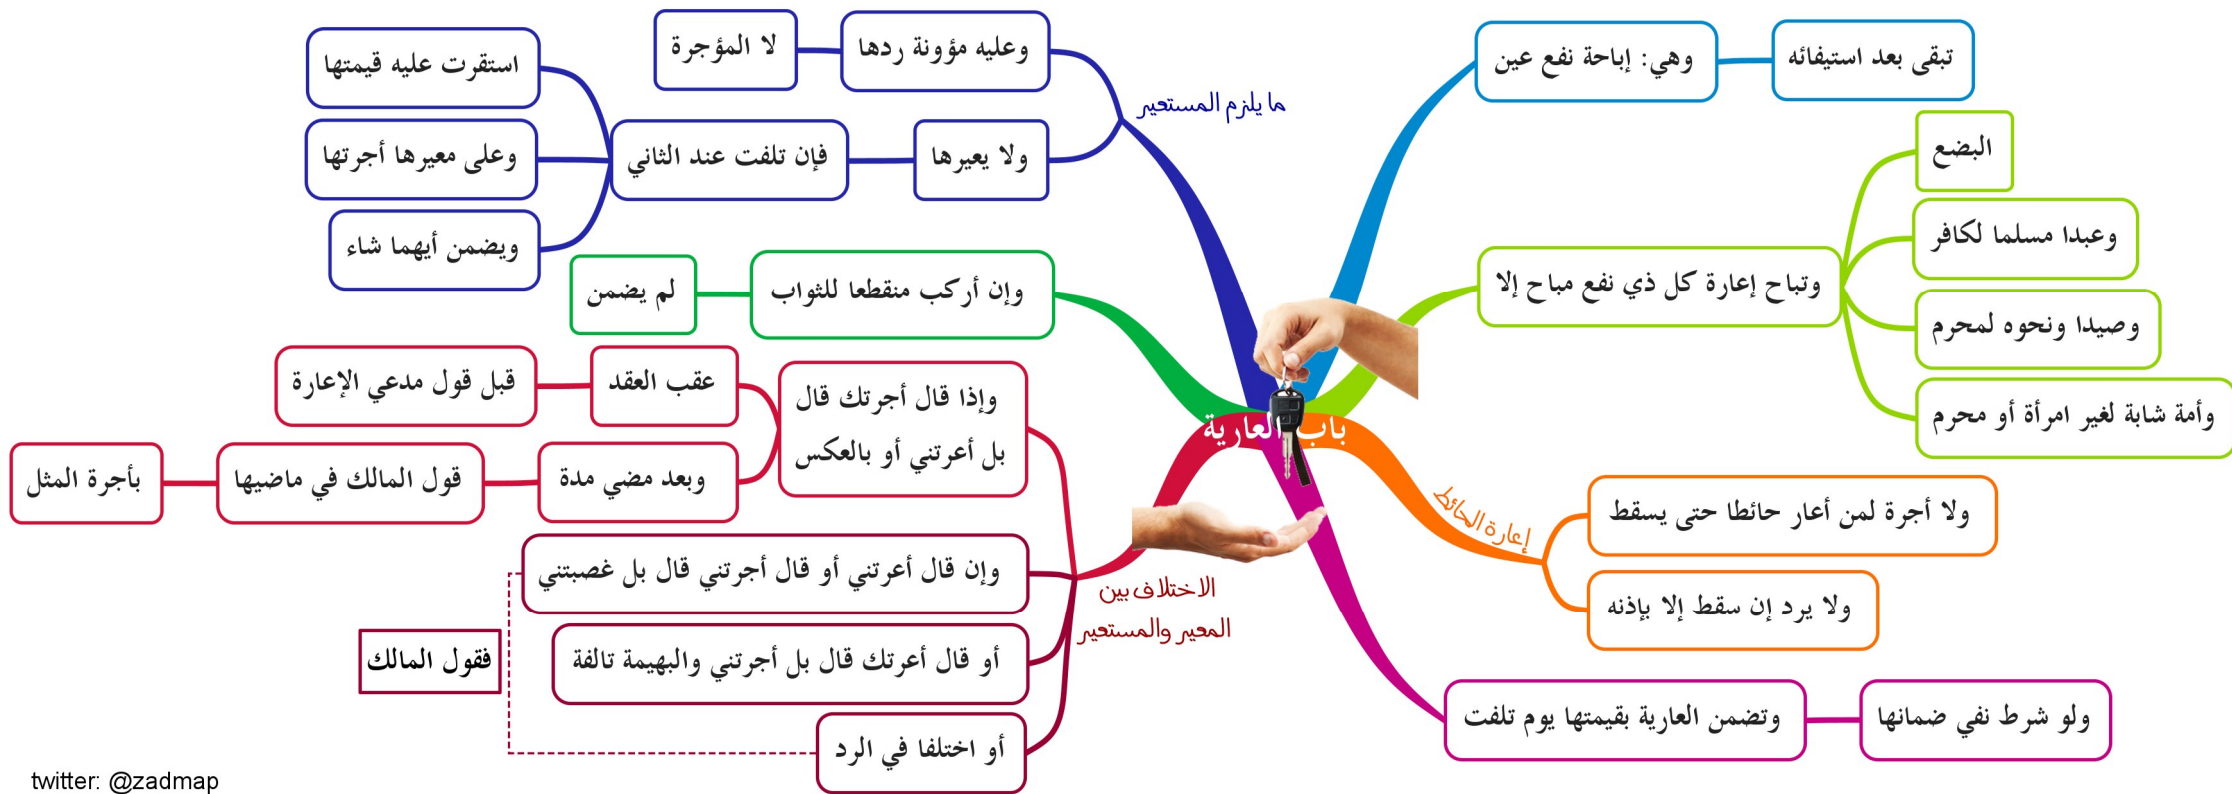 باب العارية
وهي: إباحة نفع عين
تبقى بعد استيفائه
وتباح إعارة كل ذي نفع مباح إلا
البضع
وعبدا مسلما لكافر
وصيدا ونحوه لمحرم
وأمة شابة لغير امرأة أو محرم
إعارة الحائط
ولا أجرة لمن أعار حائطا حتى يسقط
ولا يرد إن سقط إلا بإذنه
وتضمن العارية بقيمتها يوم تلفت
ولو شرط نفي ضمانها
ما يلزم المستعير
وعليه مؤونة ردها
لا المؤجرة
ولا يعيرها
فإن تلفت عند الثاني
استقرت عليه قيمتها
وعلى معيرها أجرتها
ويضمن أيهما شاء
وإن أركب منقطعا للثواب
لم يضمن
الاختلاف بين
المعير والمستعير
وإذا قال أجرتك قال
بل أعرتني أو بالعكس
عقب العقد
قبل قول مدعي الإعارة
وبعد مضي مدة
قول المالك في ماضيها
بأجرة المثل
وإن قال أعرتني أو قال أجرتني قال بل غصبتني
أو قال أعرتك قال بل أجرتني والبهيمة تالفة
أو اختلفا في الرد
فقول المالك
twitter: @zadmap